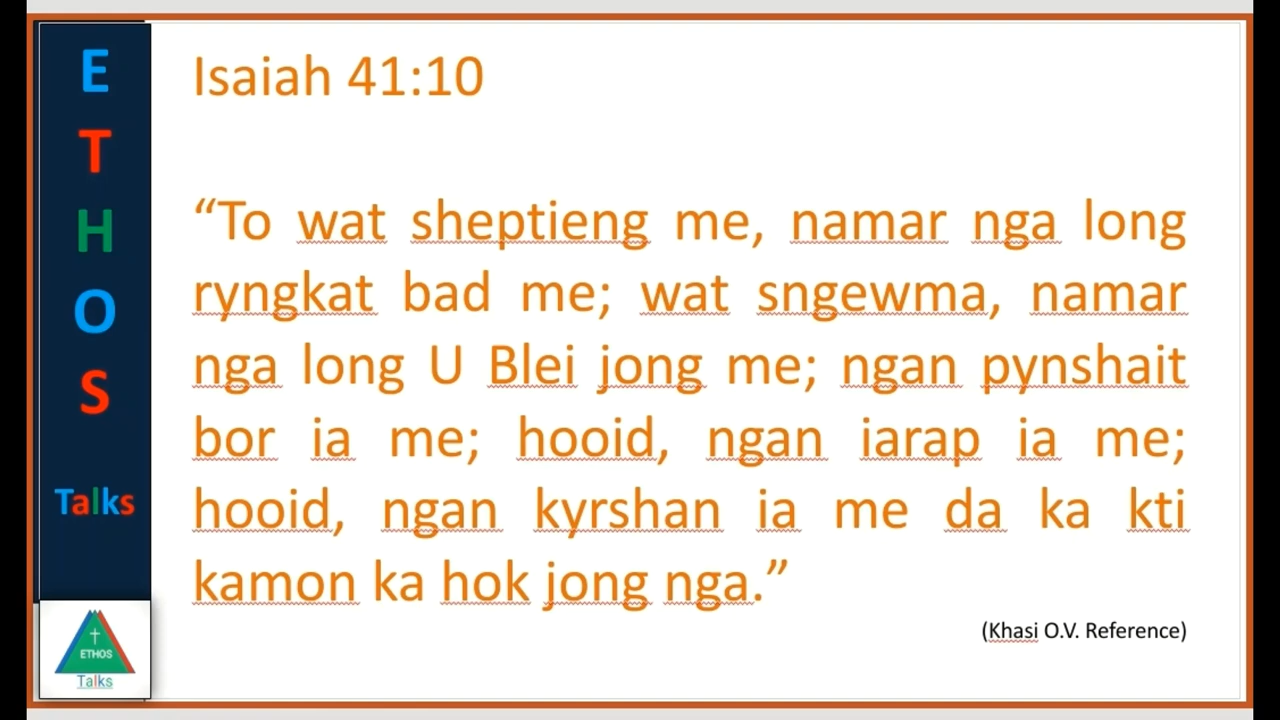 E
T
H
O
S
Talks
ETHOS
Talks
Isaiah 41:10
“To wat sheptieng me, namar nga long
ryngkat bad me; wat sngewma, namar
nga long U Blei jong me; ngan pynshait
bor ia me; hooid, ngan iarap ia me;
hooid, ngan kyrshan ia me da ka kti
kamon ka hok jong nga.”
(Khasi O.V. Reference)